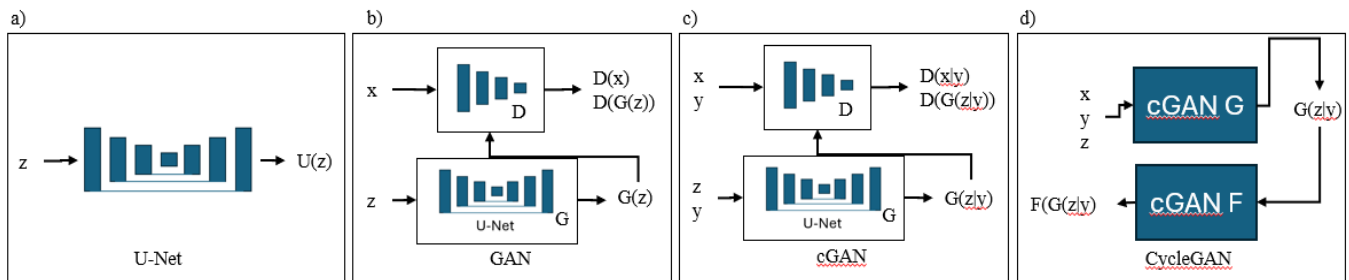 a)
z
U(z)
U-Net
b)
x
D
D(x)
D(G(z))
z
U-Net
G
G(z)
GAN
c)
x
y
D
D(x|y)
D(G(z|y))
z
y
U-Net
G
G(z|y)
cGAN
d)
x
y
z
cGAN G
G(z|y)
F(G(z|y)
cGAN F
CycleGAN